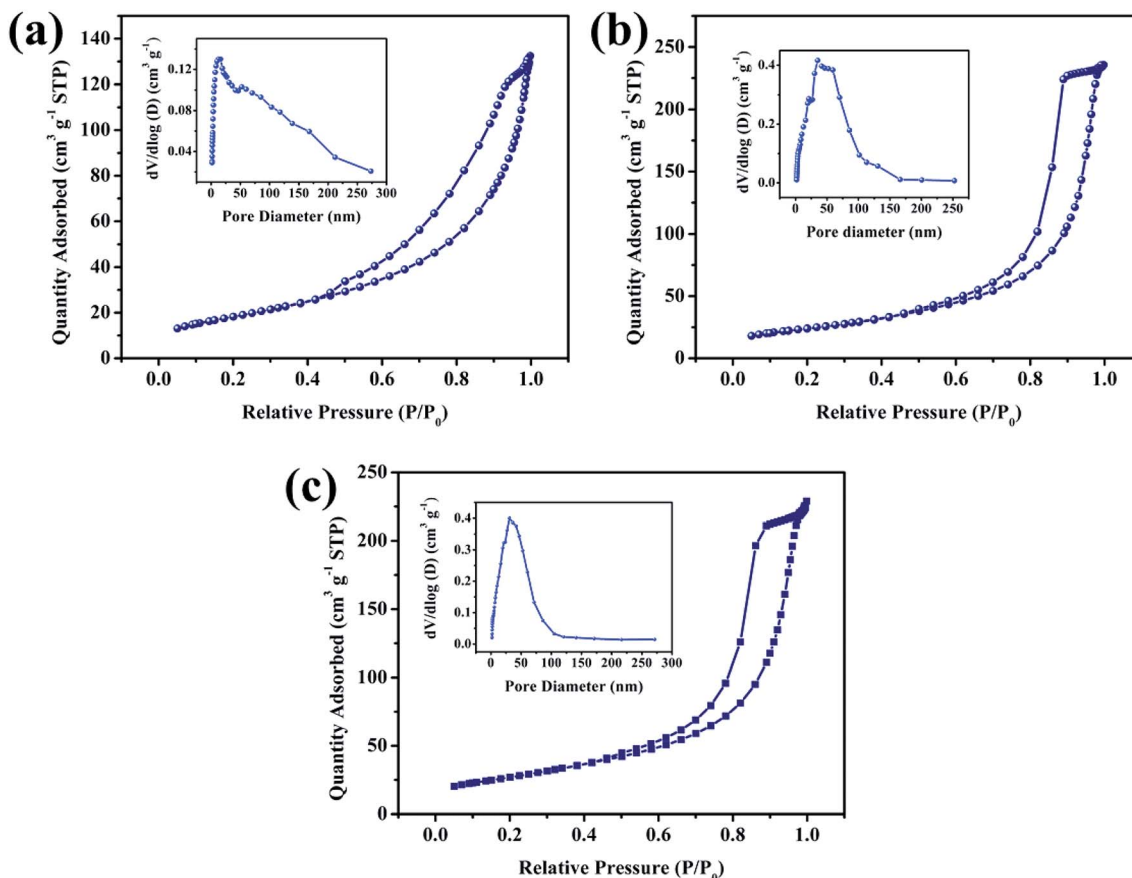 (a)
140
120
100
80
60
40
20
0
Quantity Adsorbed (cm³ g⁻¹ STP)
0.0 0.2 0.4 0.6 0.8 1.0
Relative Pressure (P/P₀)
0.12
0.08
0.04
dV/dlog (D) (cm³ g⁻¹)
0 50 100 150 200 250 300
Pore Diameter (nm)
(b)
250
200
150
100
50
0
Quantity Adsorbed (cm³ g⁻¹ STP)
0.0 0.2 0.4 0.6 0.8 1.0
Relative Pressure (P/P₀)
0.4
0.2
0.0
dV/dlog (D) (cm³ g⁻¹)
0 50 100 150 200 250
Pore diameter (nm)
(c)
250
200
150
100
50
0
Quantity Adsorbed (cm³ g⁻¹ STP)
0.0 0.2 0.4 0.6 0.8 1.0
Relative Pressure (P/P₀)
0.4
0.3
0.2
0.1
0.0
dV/dlog (D) (cm³ g⁻¹)
0 50 100 150 200 250 300
Pore Diameter (nm)